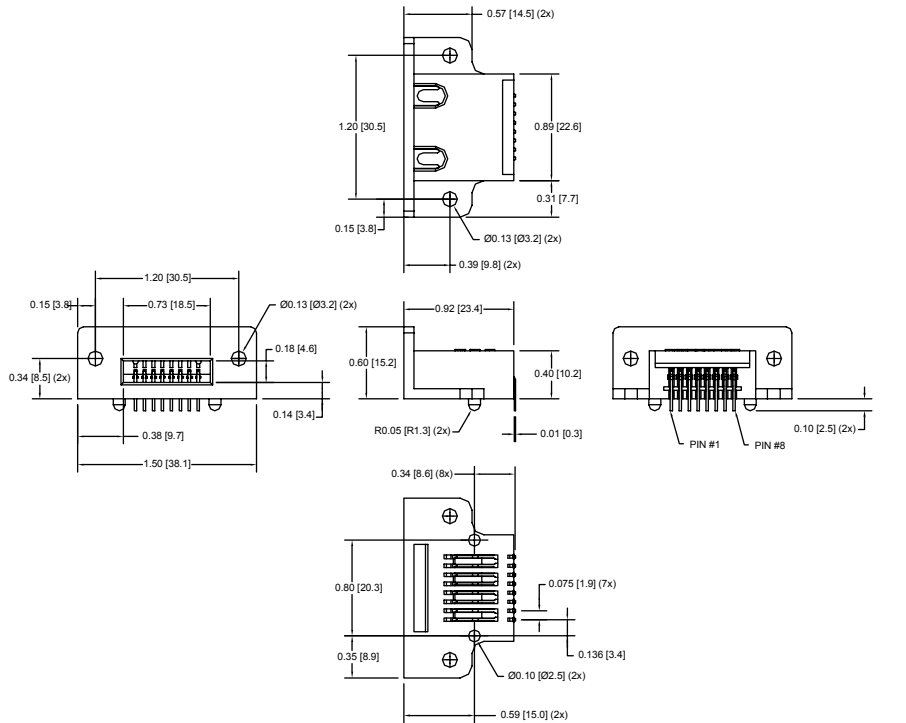 0.57 [14.5] (2x)
1.20 [30.5]
0.89 [22.6]
0.31 [7.7]
0.15 [3.8]
Ø0.13 [Ø3.2] (2x)
0.39 [9.8] (2x)
1.20 [30.5]
0.15 [3.8]
0.73 [18.5]
Ø0.13 [Ø3.2] (2x)
0.18 [4.6]
0.34 [8.5] (2x)
0.14 [3.4]
0.38 [9.7]
1.50 [38.1]
0.92 [23.4]
0.60 [15.2]
0.40 [10.2]
R0.05 [R1.3] (2x)
0.01 [0.3]
0.10 [2.5] (2x)
PIN #1
PIN #8
0.34 [8.6] (8x)
0.80 [20.3]
0.075 [1.9] (7x)
0.136 [3.4]
0.35 [8.9]
Ø0.10 [Ø2.5] (2x)
0.59 [15.0] (2x)